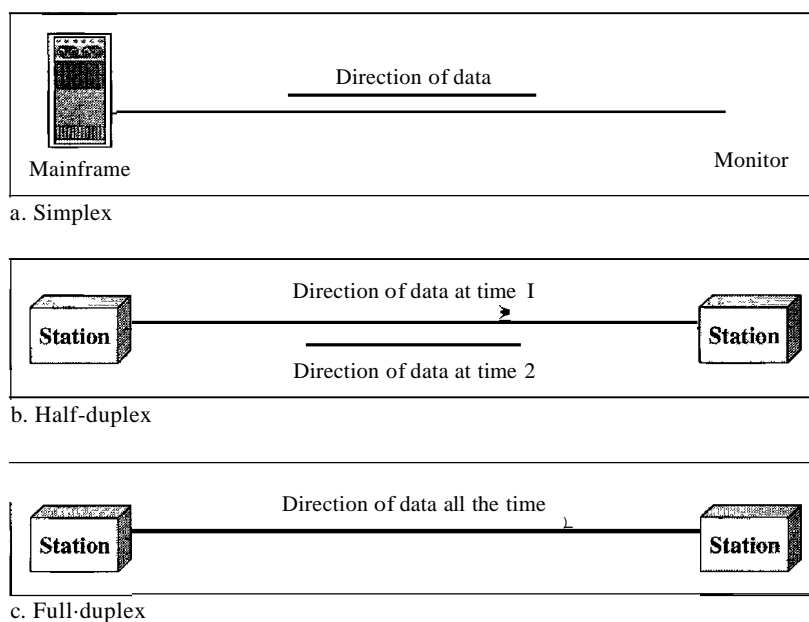 Direction of data
Mainframe
Monitor
a. Simplex
Direction of data at time I
Station
Station
Direction of data at time 2
b. Half-duplex
Direction of data all the time
Station
Station
c. Full·duplex